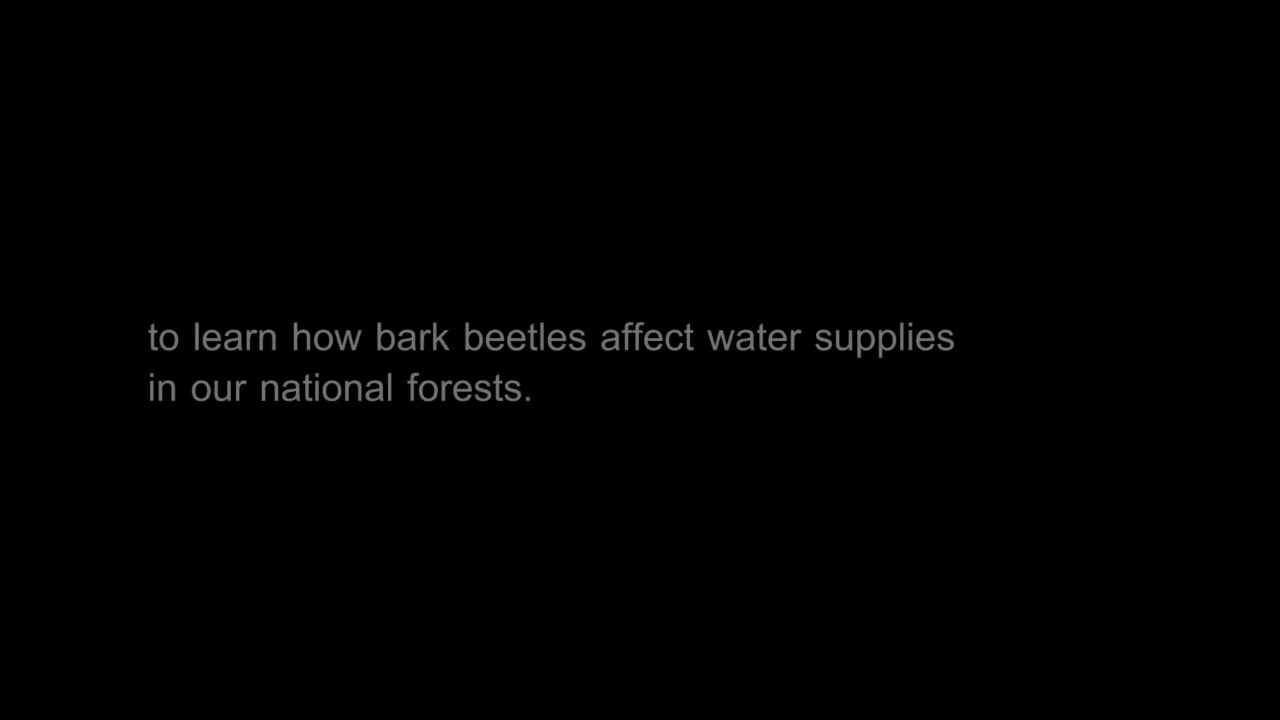 to learn how bark beetles affect water supplies
in our national forests.